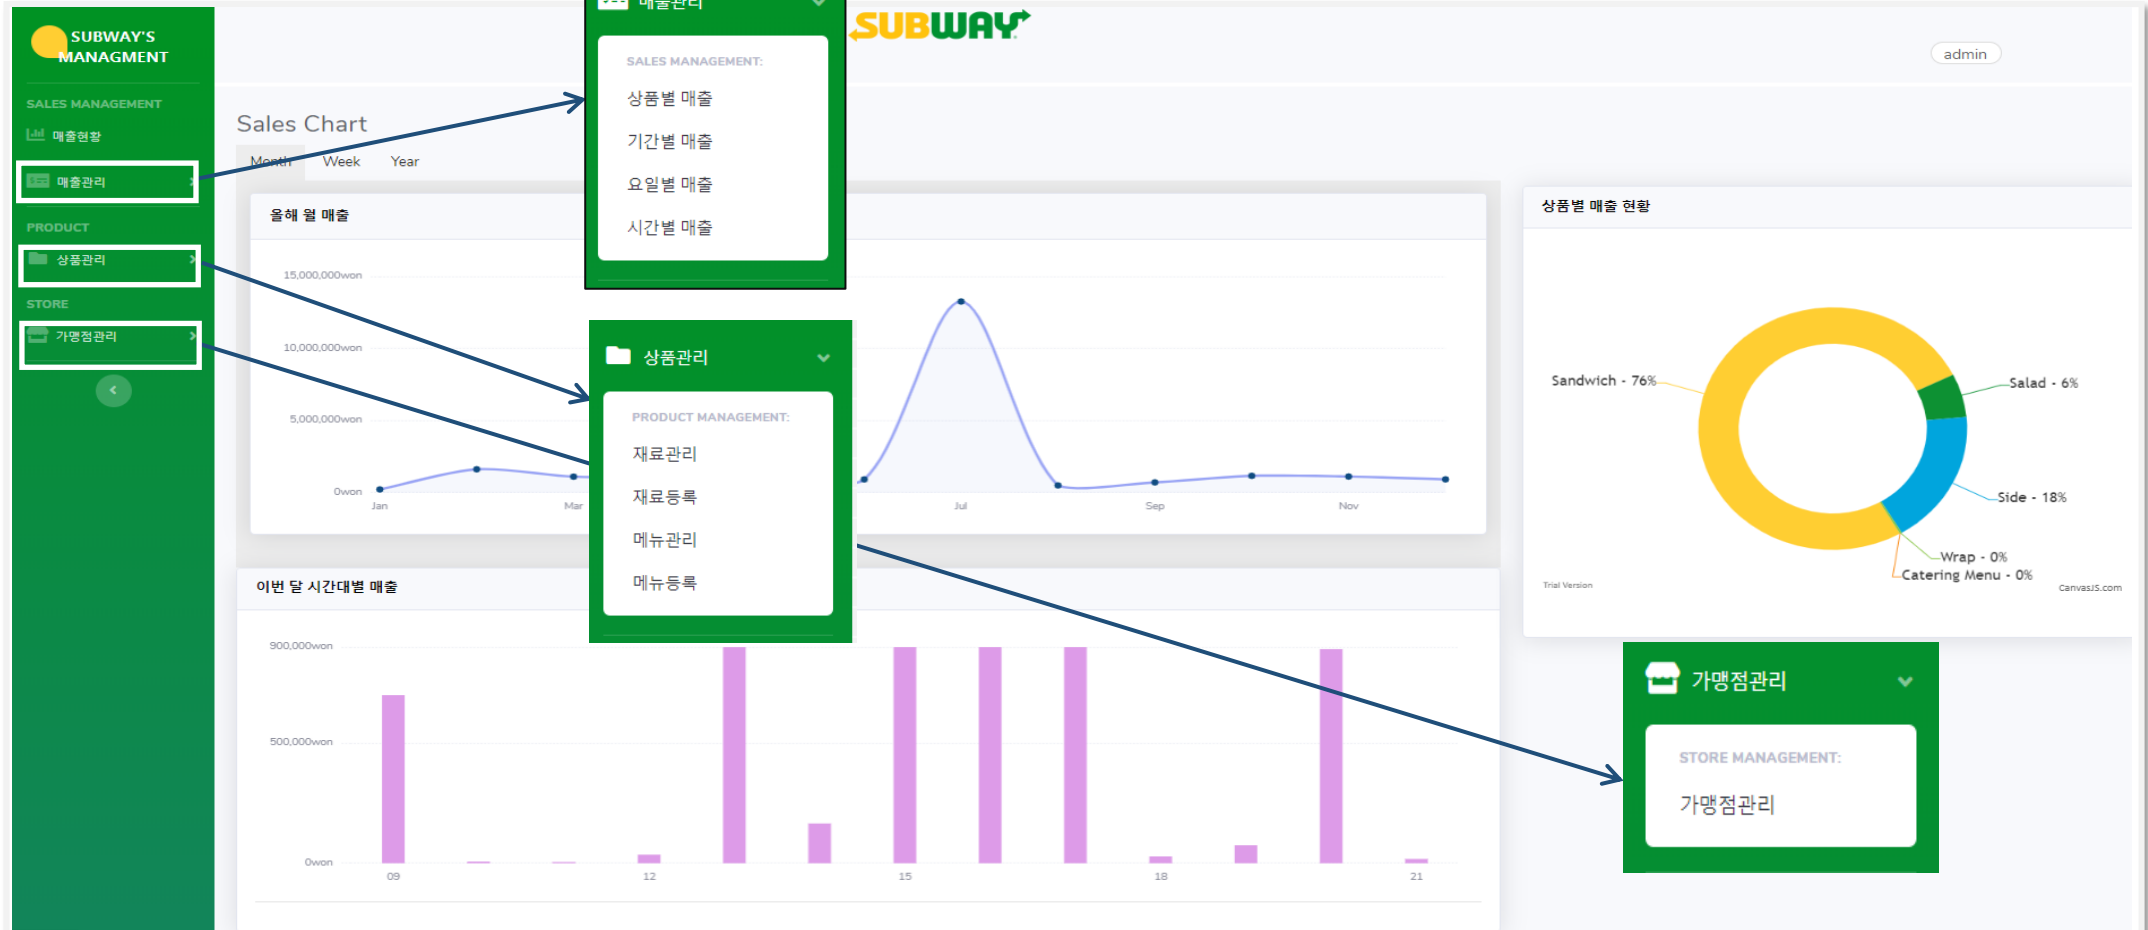 SUBWAY'S
MANAGMENT
SALES MANAGEMENT
매출현황
매출관리
PRODUCT
상품관리
STORE
가맹점관리
매출관리
SALES MANAGEMENT:
상품별 매출
기간별 매출
요일별 매출
시간별 매출
SUBWAY
admin
Sales Chart
Month Week Year
올해 월 매출
15,000,000won
10,000,000won
5,000,000won
0won
Jan
Mar
Jul
Sep
Nov
상품관리
PRODUCT MANAGEMENT:
재료관리
재료등록
메뉴관리
메뉴등록
상품별 매출 현황
Sandwich - 76%
Salad - 6%
Side - 18%
Wrap - 0%
Catering Menu - 0%
Trial Version
CanvasJS.com
이번 달 시간대별 매출
900,000won
500,000won
0won
09
12
15
18
21
가맹점관리
STORE MANAGEMENT:
가맹점관리